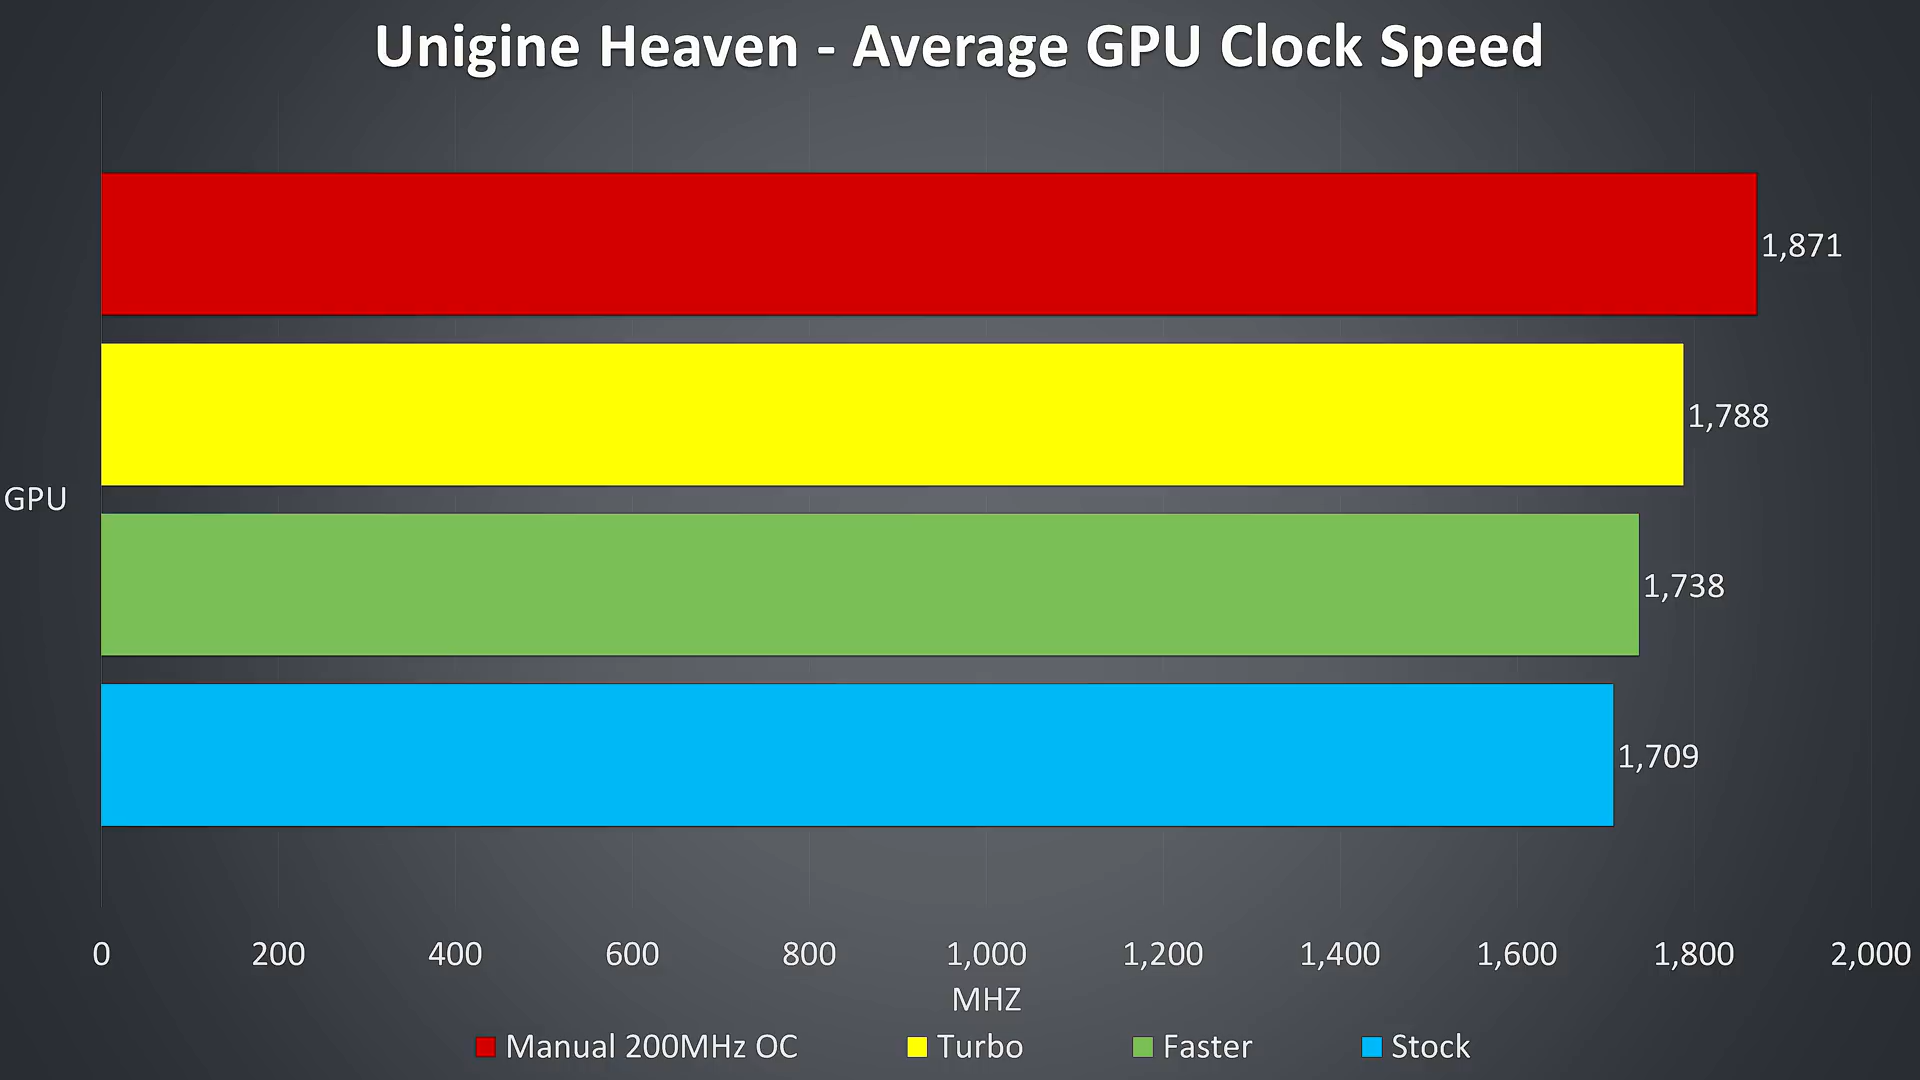 Unigine Heaven - Average GPU Clock Speed
1,871
1,788
GPU
1,738
1,709
0 200 400 600 800 1,000 1,200 1,400 1,600 1,800 2,000
MHZ
Manual 200MHz OC Turbo Faster Stock